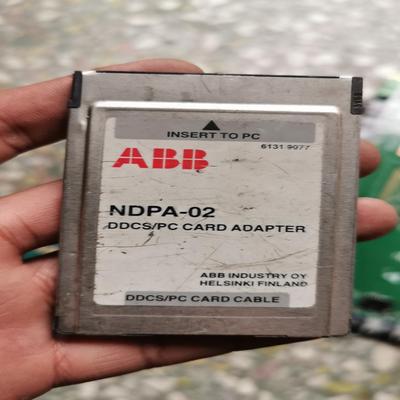 INSERT TO PC
6131 9077
ABB
NDPA-02
DDCS/PC CARD ADAPTER
ABB INDUSTRY OY
HELSINKI FINLAND
DDCS/PC CARD CABLE